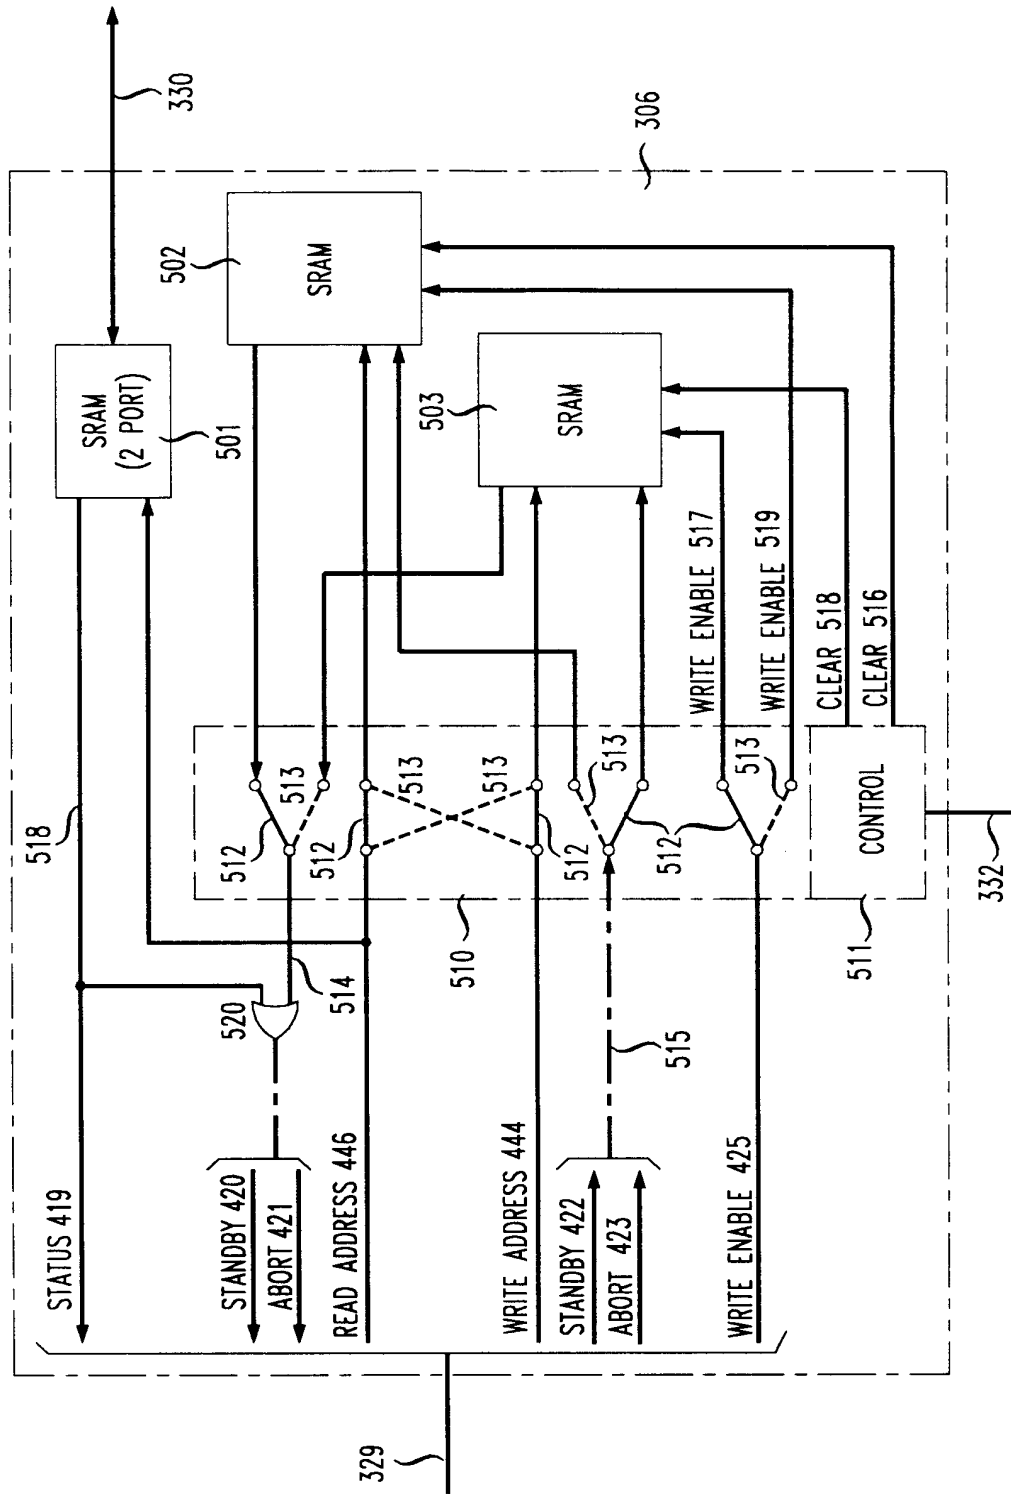 330
306
502
SRAM
SRAM
(2 PORT)
501
503
SRAM
518
WRITE ENABLE 517
WRITE ENABLE 519
CLEAR 518
CLEAR 516
512
513
512
513
513
512
513
512
513
CONTROL
511
332
510
514
520
515
STATUS 419
STANDBY 420
ABORT 421
READ ADDRESS 446
WRITE ADDRESS 444
STANDBY 422
ABORT 423
WRITE ENABLE 425
329